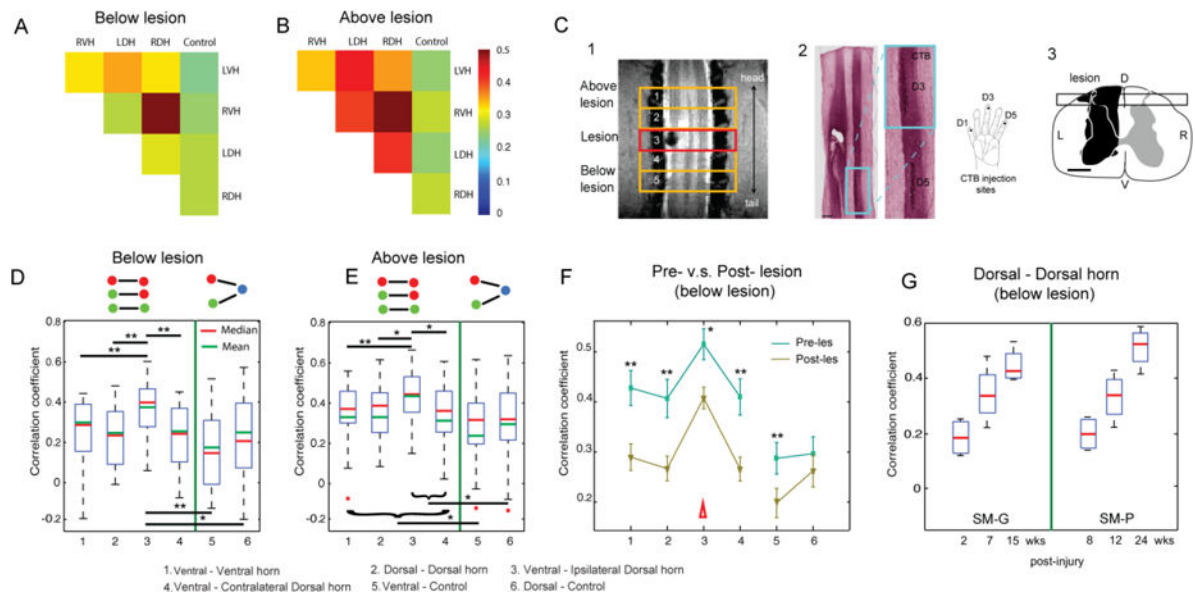 A
Below lesion
RVH LDH RDH Control
LVH
RVH
LDH
RDH
B
Above lesion
RVH LDH RDH Control
LVH
RVH
LDH
RDH
0.5
0.4
0.3
0.2
0.1
0
C
1
Above lesion
Lesion
Below lesion
1
2
3
4
5
head
tail
2
CTB
D3
D5
D3
D1
D5
CTB injection sites
3
lesion
D
L
R
V
D
Below lesion
Correlation coefficient
0.8
0.6
0.4
0.2
0
-0.2
Median
Mean
**
**
**
**
*
1 2 3 4 5 6
E
Above lesion
Correlation coefficient
0.8
0.6
0.4
0.2
0
-0.2
*
*
**
*
*
1 2 3 4 5 6
F
Pre- v.s. Post- lesion
(below lesion)
Correlation coefficient
0.5
0.4
0.3
0.2
Pre-les
Post-les
**
**
*
**
**
1 2 3 4 5 6
G
Dorsal - Dorsal horn
(below lesion)
Correlation coefficient
0.6
0.4
0.2
0
SM-G
SM-P
2 7 15 wks 8 12 24 wks
post-injury
1. Ventral - Ventral horn 2. Dorsal - Dorsal horn 3. Ventral - Ipsilateral Dorsal horn
4. Ventral - Contralateral Dorsal horn 5. Ventral - Control 6. Dorsal - Control